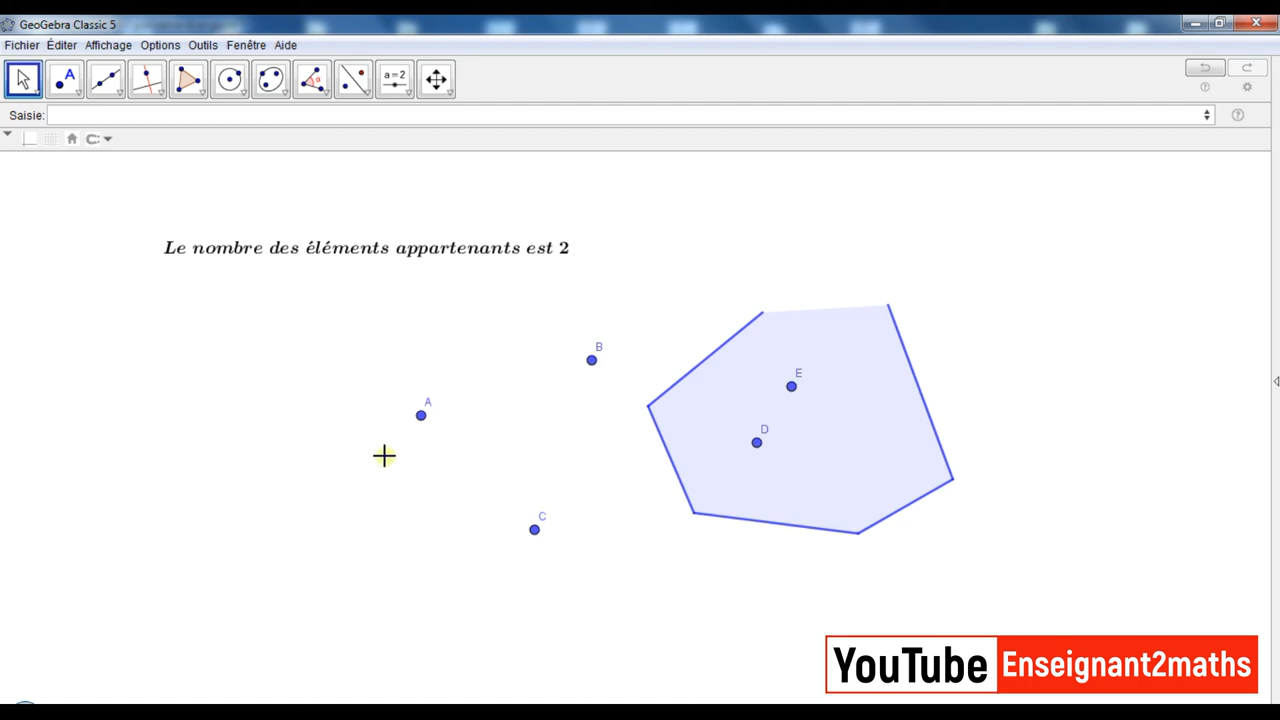 GeoGebra Classic 5
Fichier Éditer Affichage Options Outils Fenêtre Aide
A α a=2
Saisie:
Le nombre des éléments appartenants est 2
B
E
A
D
C
YouTube Enseignant2maths